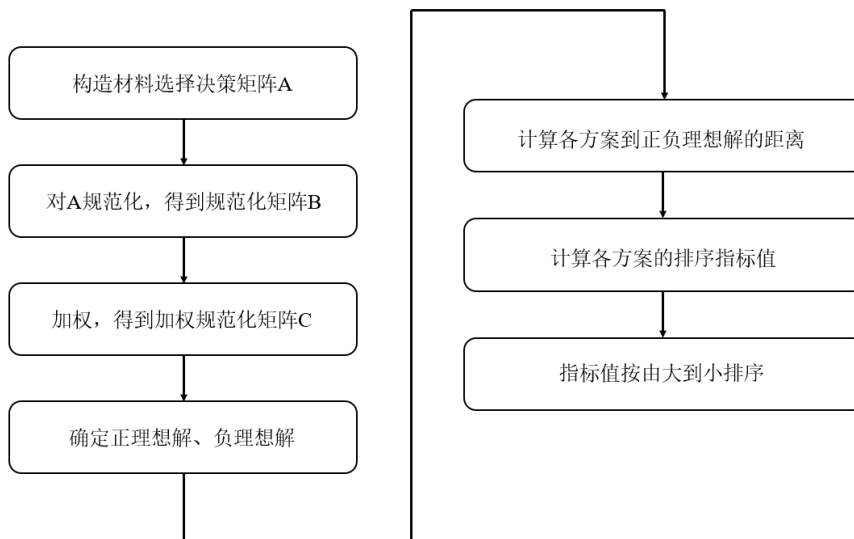 构造材料选择决策矩阵A
对A规范化，得到规范化矩阵B
加权，得到加权规范化矩阵C
确定正理想解、负理想解
计算各方案到正负理想解的距离
计算各方案的排序指标值
指标值按由大到小排序